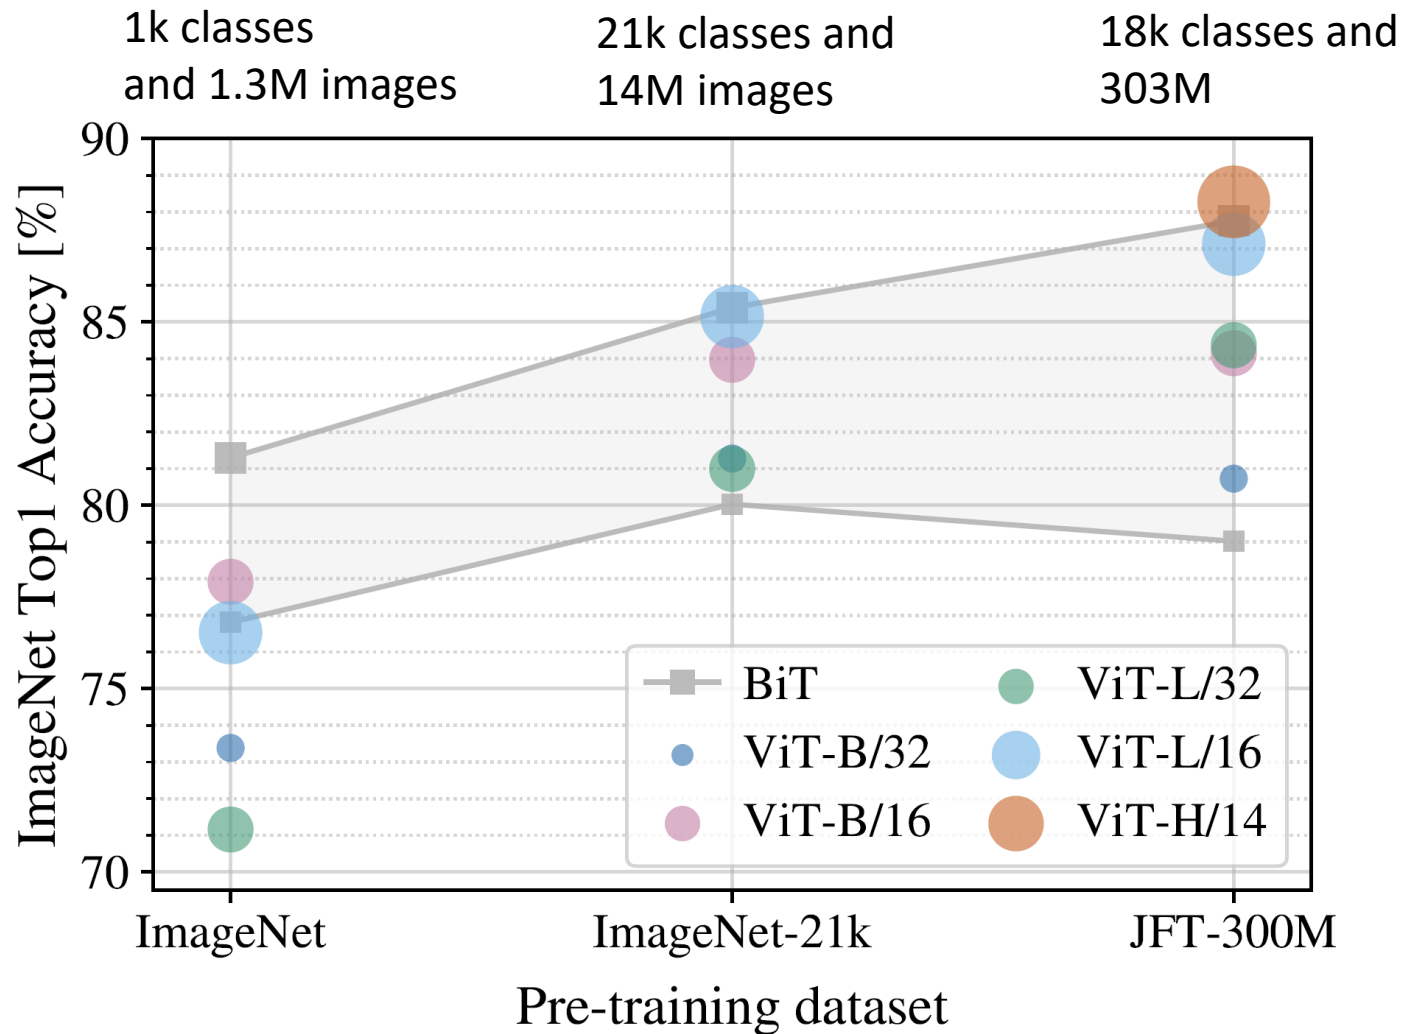 1k classes
and 1.3M images
21k classes and
14M images
18k classes and
303M
ImageNet Top1 Accuracy [%]
90
85
80
75
70
BiT
ViT-B/32
ViT-B/16
ViT-L/32
ViT-L/16
ViT-H/14
ImageNet
ImageNet-21k
JFT-300M
Pre-training dataset